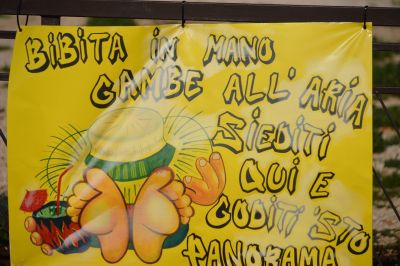 BIBITA IN MANO
GAMBE ALL'ARIA
SIEDITI
QUI E
GODITI 'STO
PANORAMA